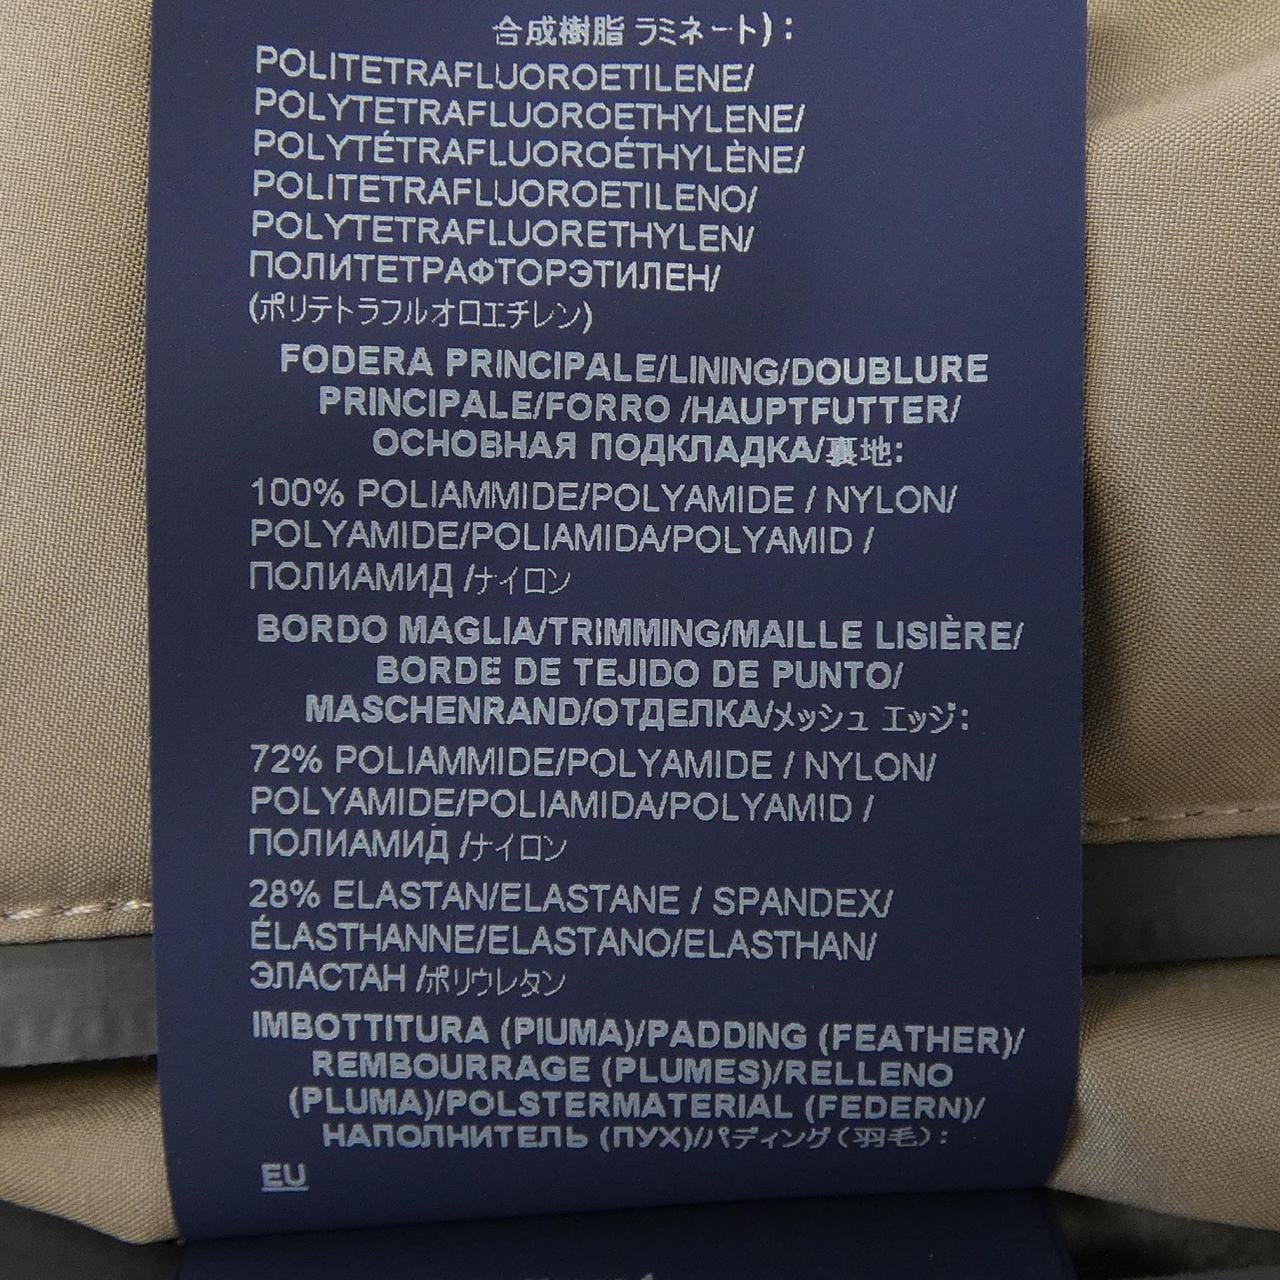 合成樹脂 ラミネート) :
POLITETRAFLUOROETILENE/
POLYTETRAFLUOROETHYLENE/
POLYTÉTRAFLUOROÉTHYLÈNE/
POLITETRAFLUOROETILENO/
POLYTETRAFLUORETHYLEN/
ПОЛИТЕТРАФТОРЭТИЛЕН/
(ポリテトラフルオロエチレン)
FODERA PRINCIPALE/LINING/DOUBLURE
PRINCIPALE/FORRO /HAUPTFUTTER/
ОСНОВНАЯ ПОДКЛАДКА/裏地:
100% POLIAMMIDE/POLYAMIDE / NYLON/
POLYAMIDE/POLIAMIDA/POLYAMID /
ПОЛИАМИД /ナイロン
BORDO MAGLIA/TRIMMING/MAILLE LISIÈRE/
BORDE DE TEJIDO DE PUNTO/
MASCHENRAND/ОТДЕЛКА/メッシュ エッジ:
72% POLIAMMIDE/POLYAMIDE / NYLON/
POLYAMIDE/POLIAMIDA/POLYAMID /
ПОЛИАМИД /ナイロン
28% ELASTAN/ELASTANE / SPANDEX/
ÉLASTHANNE/ELASTANO/ELASTHAN/
ЭЛАСТАН /ポリウレタン
IMBOTTITURA (PIUMA)/PADDING (FEATHER)/
REMBOURRAGE (PLUMES)/RELLENO
(PLUMA)/POLSTERMATERIAL (FEDERN)/
НАПОЛНИТЕЛЬ (ПУХ)/パディング (羽毛) :
EU